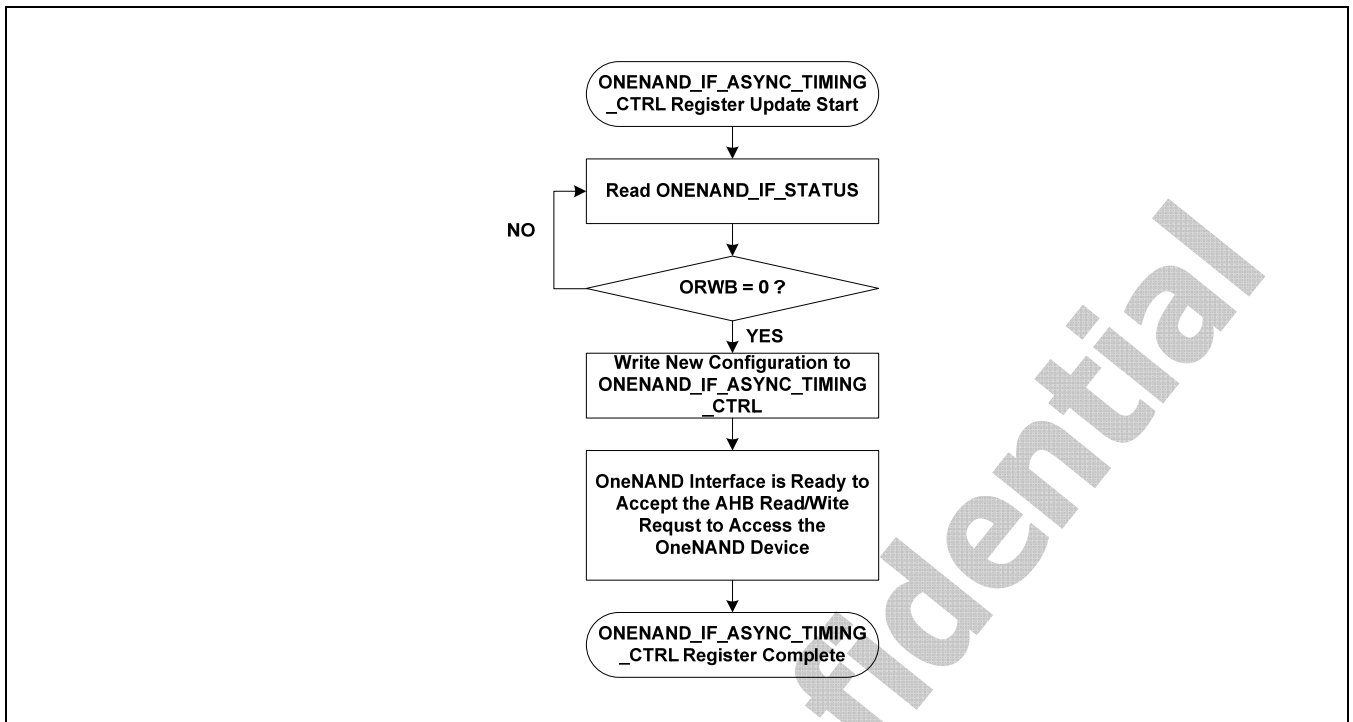 ONENAND_IF_ASYNC_TIMING
_CTRL Register Update Start
Read ONENAND_IF_STATUS
NO
ORWB = 0 ?
YES
Write New Configuration to
ONENAND_IF_ASYNC_TIMING
_CTRL
OneNAND Interface is Ready to
Accept the AHB Read/Wite
Requst to Access the
OneNAND Device
ONENAND_IF_ASYNC_TIMING
_CTRL Register Complete
fidential